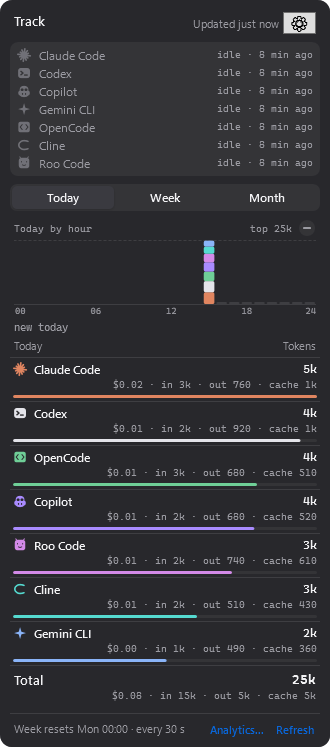 Track Updated just now
Claude Code idle · 8 min ago
Codex idle · 8 min ago
Copilot idle · 8 min ago
Gemini CLI idle · 8 min ago
OpenCode idle · 8 min ago
Cline idle · 8 min ago
Roo Code idle · 8 min ago
Today Week Month
Today by hour top 25k
00 06 12 18 24
new today
Today Tokens
Claude Code 5k
$0.02 · in 3k · out 760 · cache 1k
Codex 4k
$0.01 · in 2k · out 920 · cache 1k
OpenCode 4k
$0.01 · in 3k · out 680 · cache 510
Copilot 4k
$0.01 · in 2k · out 680 · cache 520
Roo Code 3k
$0.01 · in 2k · out 740 · cache 610
Cline 3k
$0.01 · in 2k · out 510 · cache 430
Gemini CLI 2k
$0.00 · in 1k · out 490 · cache 360
Total 25k
$0.08 · in 15k · out 5k · cache 5k
Week resets Mon 00:00 · every 30 s Analytics... Refresh